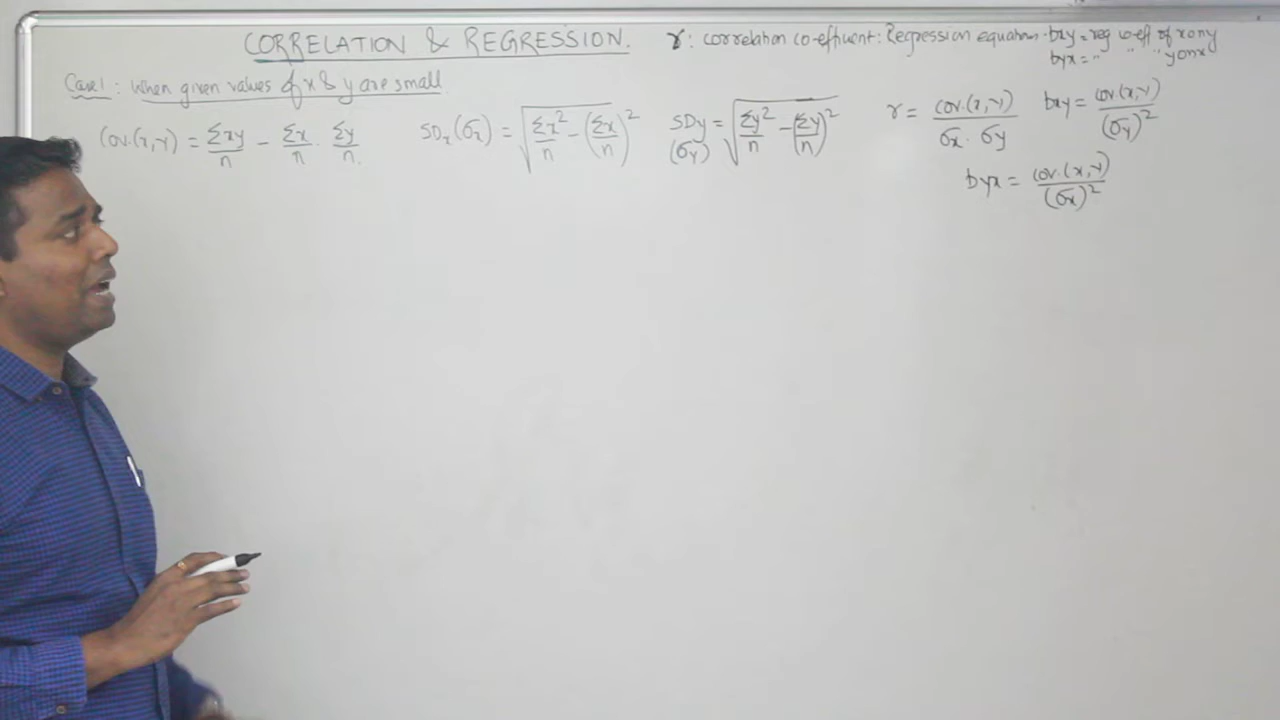 CORRELATION & REGRESSION.
r : correlation co-effiuent : Regression equations. bxy = reg co-eff of x on y
byx = " " " y on x
Case 1 : When given values of x & y are small.
Cov.(x,y) = Σxy/n - Σx/n . Σy/n.
SDx (σx) = √(Σx²/n - (Σx/n)²)
SDy (σy) = √(Σy²/n - (Σy/n)²)
r = cov.(x,y)/σx. σy
bxy = cov.(x,y)/(σy)²
byx = cov.(x,y)/(σx)²